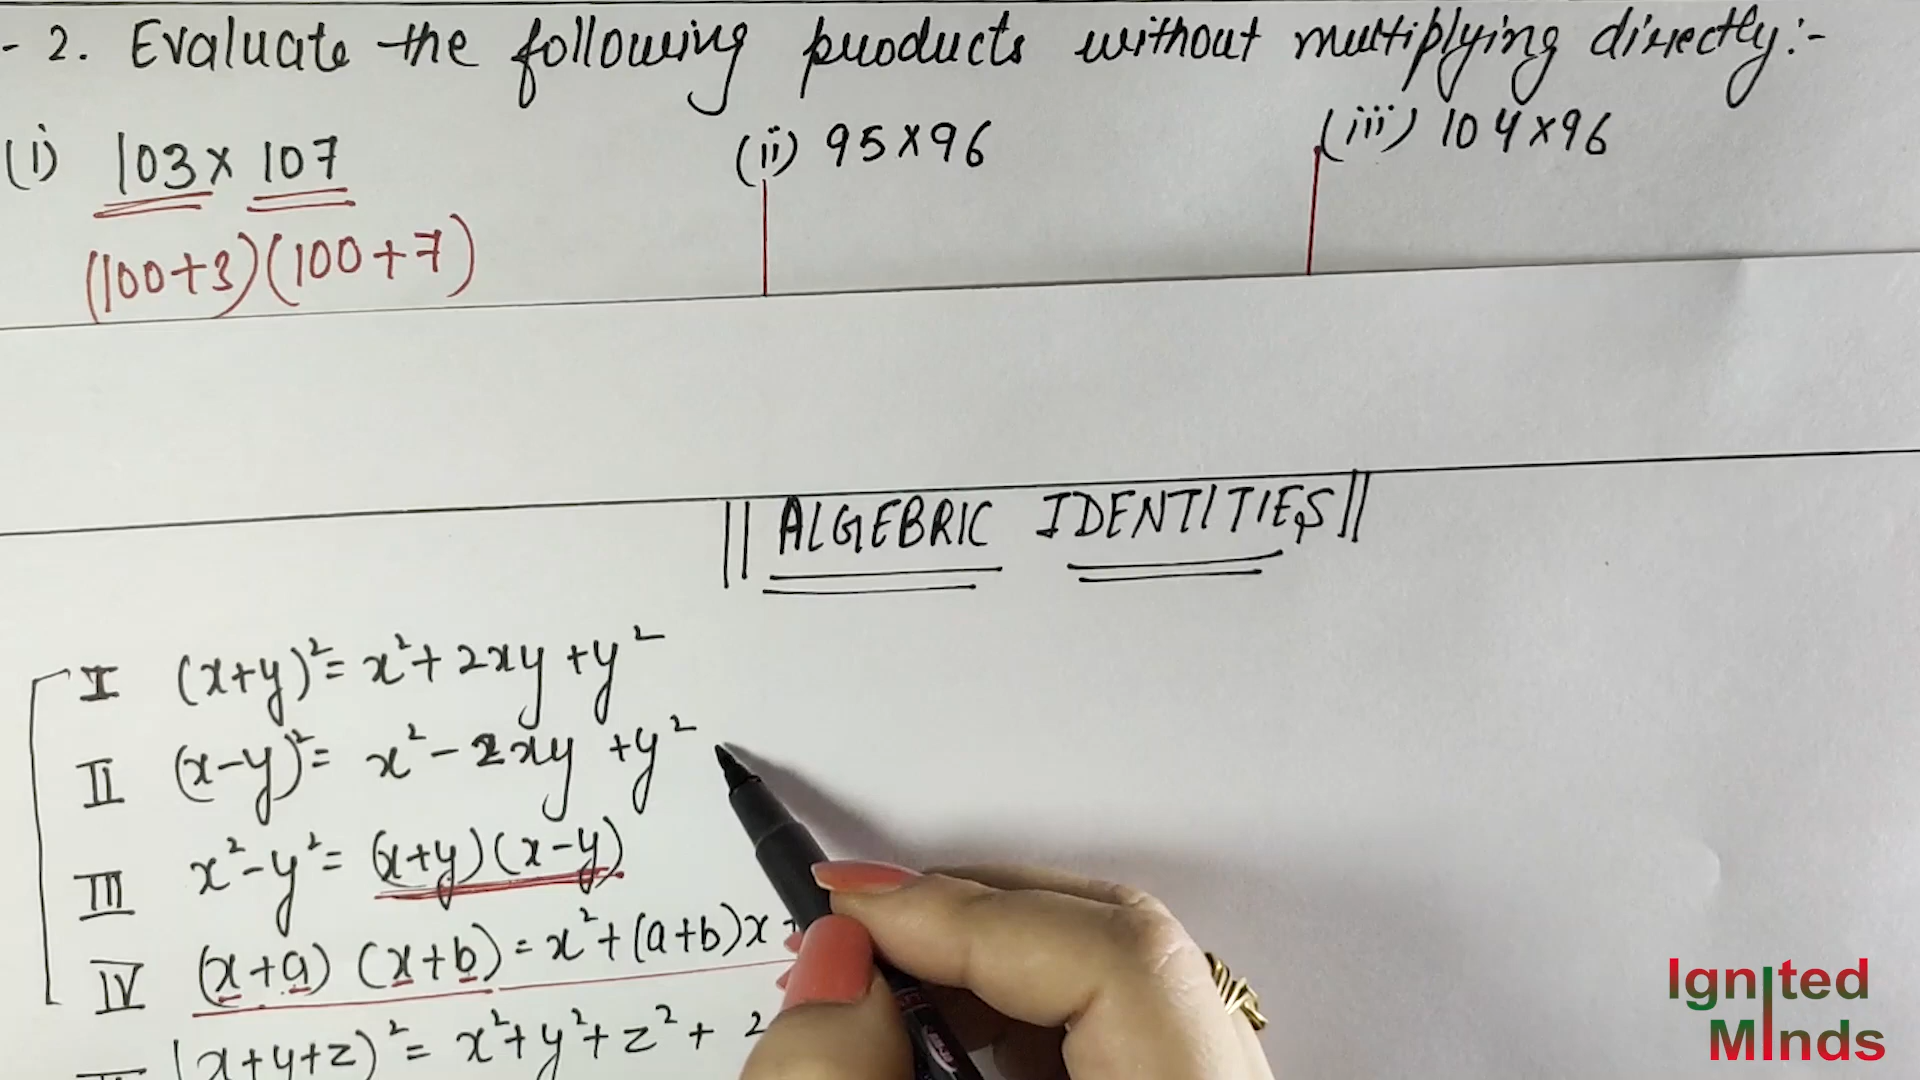 - 2. Evaluate the following products without multiplying directly:-
(i) 103 x 107
(ii) 95 x 96
(iii) 104 x 96
(100+3)(100+7)
|| ALGEBRIC IDENTITIES ||
I (x+y)² = x² + 2xy + y²
II (x-y)² = x² - 2xy + y²
III x² - y² = (x+y)(x-y)
IV (x+a) (x+b) = x² + (a+b)x +
(x+y+z)² = x² + y² + z² + 2
Ignited
Minds